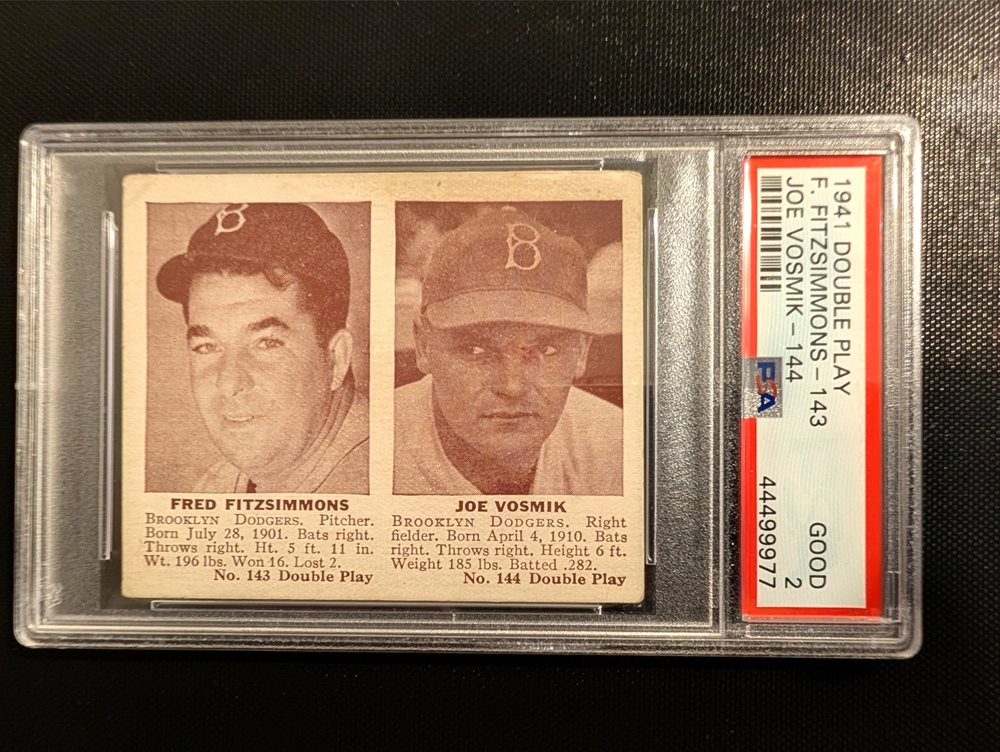 B
B
FRED FITZSIMMONS
BROOKLYN DODGERS. Pitcher.
Born July 28, 1901. Bats right.
Throws right. Ht. 5 ft. 11 in.
Wt. 196 lbs. Won 16. Lost 2.
No. 143 Double Play
JOE VOSMIK
BROOKLYN DODGERS. Right
fielder. Born April 4, 1910. Bats
right. Throws right. Height 6 ft.
Weight 185 lbs. Batted .282.
No. 144 Double Play
1941 DOUBLE PLAY
F. FITZSIMMONS - 143 GOOD
JOE VOSMIK - 144 2
PSA
44499977